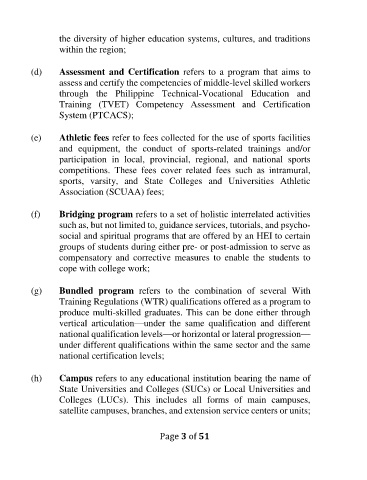 the diversity of higher education systems, cultures, and traditions
within the region;
(d) Assessment and Certification refers to a program that aims to
assess and certify the competencies of middle-level skilled workers
through the Philippine Technical-Vocational Education and
Training (TVET) Competency Assessment and Certification
System (PTCACS);
(e) Athletic fees refer to fees collected for the use of sports facilities
and equipment, the conduct of sports-related trainings and/or
participation in local, provincial, regional, and national sports
competitions. These fees cover related fees such as intramural,
sports, varsity, and State Colleges and Universities Athletic
Association (SCUAA) fees;
(f) Bridging program refers to a set of holistic interrelated activities
such as, but not limited to, guidance services, tutorials, and psycho-
social and spiritual programs that are offered by an HEI to certain
groups of students during either pre- or post-admission to serve as
compensatory and corrective measures to enable the students to
cope with college work;
(g) Bundled program refers to the combination of several With
Training Regulations (WTR) qualifications offered as a program to
produce multi-skilled graduates. This can be done either through
vertical articulation—under the same qualification and different
national qualification levels—or horizontal or lateral progression—
under different qualifications within the same sector and the same
national certification levels;
(h) Campus refers to any educational institution bearing the name of
State Universities and Colleges (SUCs) or Local Universities and
Colleges (LUCs). This includes all forms of main campuses,
satellite campuses, branches, and extension service centers or units;
Page 3 of 51